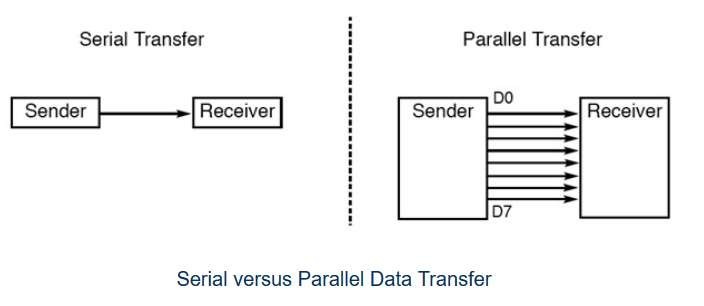 Serial Transfer
Parallel Transfer
Sender
Receiver
Sender
D0
Receiver
D7
Serial versus Parallel Data Transfer